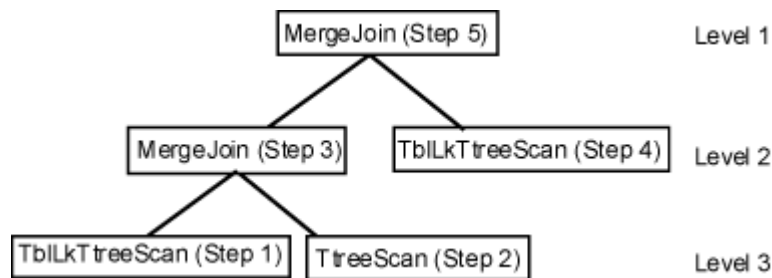 MergeJoin (Step 5) Level 1
MergeJoin (Step 3) TblLkTtreeScan (Step 4) Level 2
TblLkTtreeScan (Step 1) TtreeScan (Step 2) Level 3